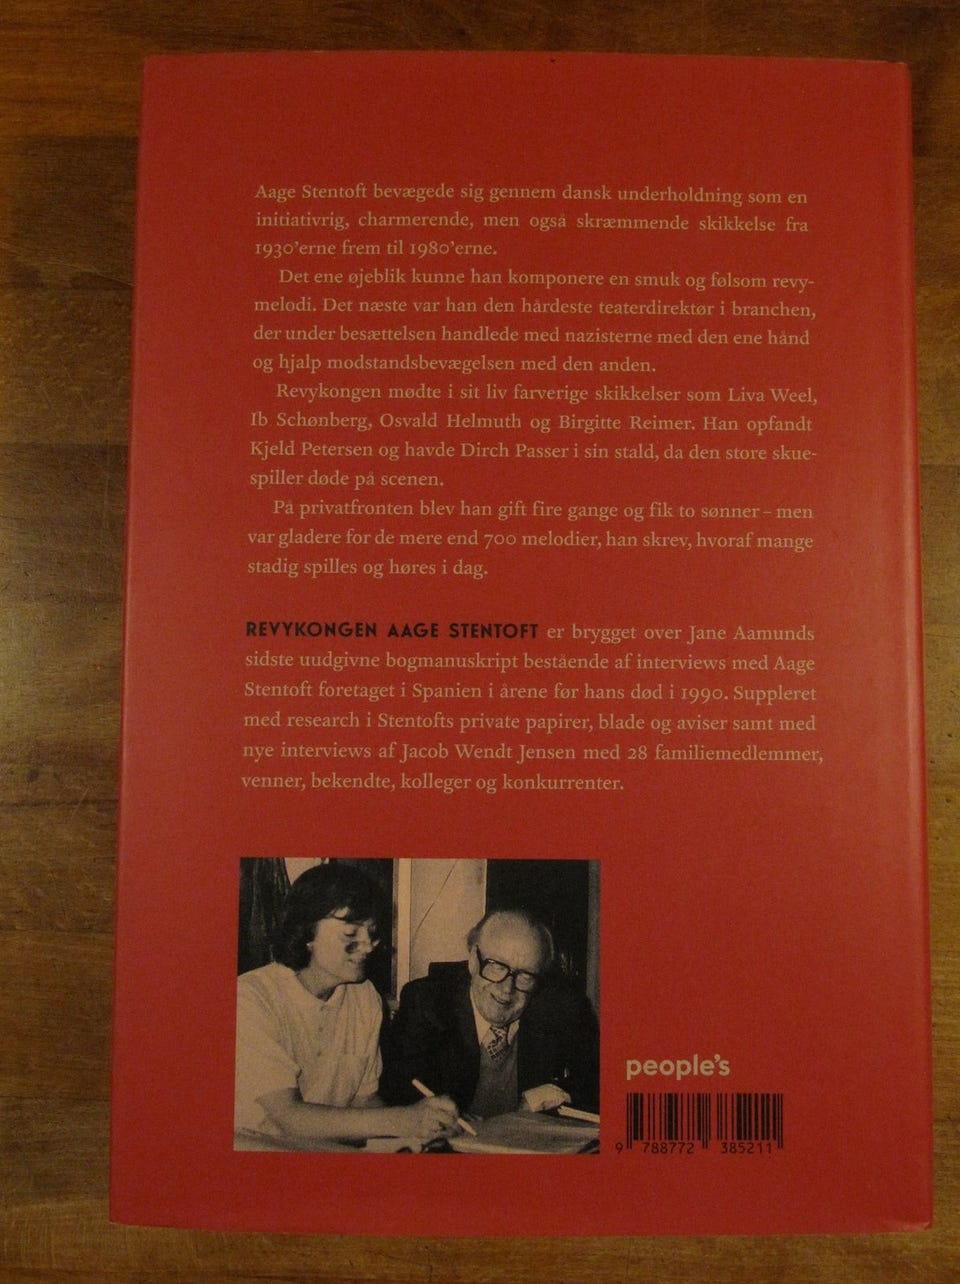 Aage Stentoft bevægede sig gennem dansk underholdning som en
initiativrig, charmerende, men også skræmmende skikkelse fra
1930'erne frem til 1980'erne.
Det ene øjeblik kunne han komponere en smuk og følsom revy-
melodi. Det næste var han den hårdeste teaterdirektør i branchen,
der under besættelsen handlede med nazisterne med den ene hånd
og hjalp modstandsbevægelsen med den anden.
Revykongen mødte i sit liv farverige skikkelser som Liva Weel,
Ib Schønberg, Osvald Helmuth og Birgitte Reimer. Han opfandt
Kjeld Petersen og havde Dirch Passer i sin stald, da den store skue-
spiller døde på scenen.
På privatfronten blev han gift fire gange og fik to sønner – men
var gladere for de mere end 700 melodier, han skrev, hvoraf mange
stadig spilles og høres i dag.
REVYKONGEN AAGE STENTOFT er brygget over Jane Aamunds
sidste uudgivne bogmanuskript bestående af interviews med Aage
Stentoft foretaget i Spanien i årene før hans død i 1990. Suppleret
med research i Stentofts private papirer, blade og aviser samt med
nye interviews af Jacob Wendt Jensen med 28 familiemedlemmer,
venner, bekendte, kolleger og konkurrenter.
people's
9 788772 385211